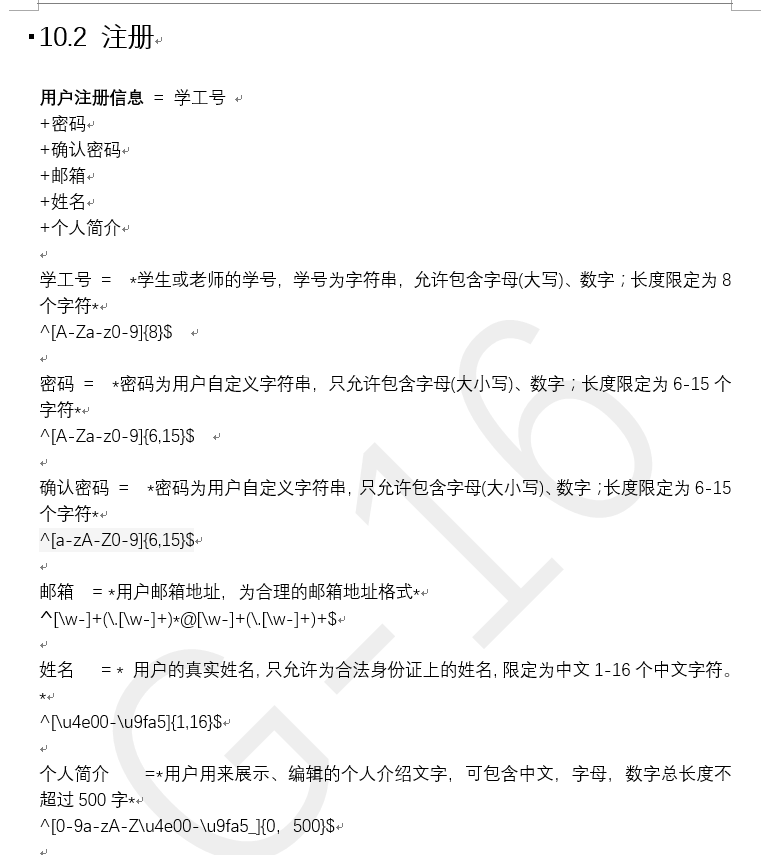 10.2 注册
用户注册信息 = 学工号
+密码
+确认密码
+邮箱
+姓名
+个人简介
学工号 = *学生或老师的学号，学号为字符串，允许包含字母(大写)、数字；长度限定为 8
个字符*
^[A-Za-z0-9]{8}$
密码 = *密码为用户自定义字符串，只允许包含字母(大小写)、数字；长度限定为 6-15 个
字符*
^[A-Za-z0-9]{6,15}$
确认密码 = *密码为用户自定义字符串，只允许包含字母(大小写)、数字；长度限定为 6-15
个字符*
^[a-zA-Z0-9]{6,15}$
邮箱 = *用户邮箱地址，为合理的邮箱地址格式*
^[\w-]+(\.[\w-]+)*@[\w-]+(\.[\w-]+)+$
姓名 = * 用户的真实姓名，只允许为合法身份证上的姓名，限定为中文 1-16 个中文字符。
*
^[\u4e00-\u9fa5]{1,16}$
个人简介 =*用户用来展示、编辑的个人介绍文字，可包含中文，字母，数字总长度不
超过 500 字*
^[0-9a-zA-Z\u4e00-\u9fa5_]{0，500}$
G-16